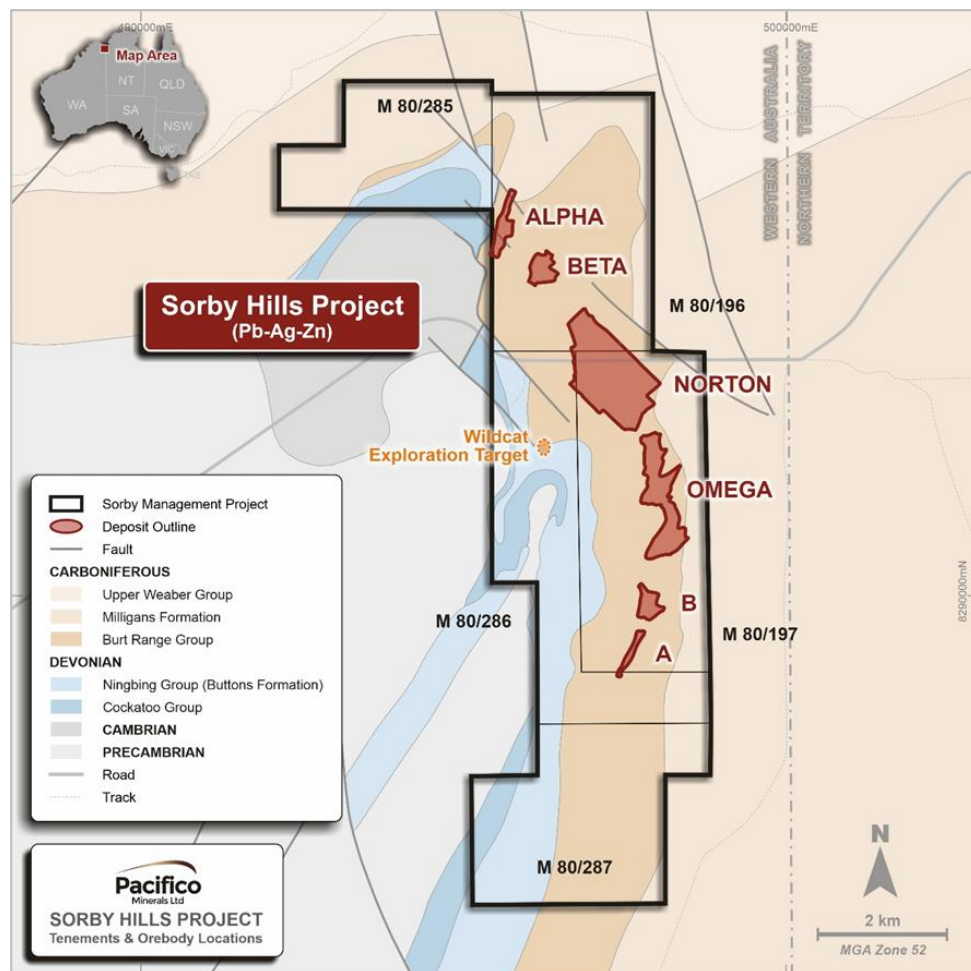 480000mE
500000mE
Map Area
WA
NT
QLD
SA
NSW
VIC
TAS
WESTERN AUSTRALIA
NORTHERN TERRITORY
M 80/285
ALPHA
BETA
Sorby Hills Project
(Pb-Ag-Zn)
M 80/196
NORTON
Wildcat
Exploration Target
OMEGA
B
8290000mN
M 80/286
M 80/197
A
Sorby Management Project
Deposit Outline
Fault
CARBONIFEROUS
Upper Weaber Group
Milligans Formation
Burt Range Group
DEVONIAN
Ningbing Group (Buttons Formation)
Cockatoo Group
CAMBRIAN
PRECAMBRIAN
Road
Track
M 80/287
Pacifico
Minerals Ltd
SORBY HILLS PROJECT
Tenements & Orebody Locations
N
2 km
MGA Zone 52